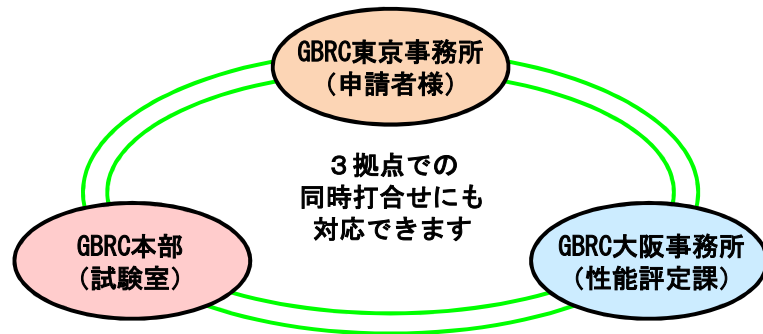 GBRC東京事務所
（申請者様）
３拠点での
同時打合せにも
対応できます
GBRC本部
（試験室）
GBRC大阪事務所
（性能評定課）